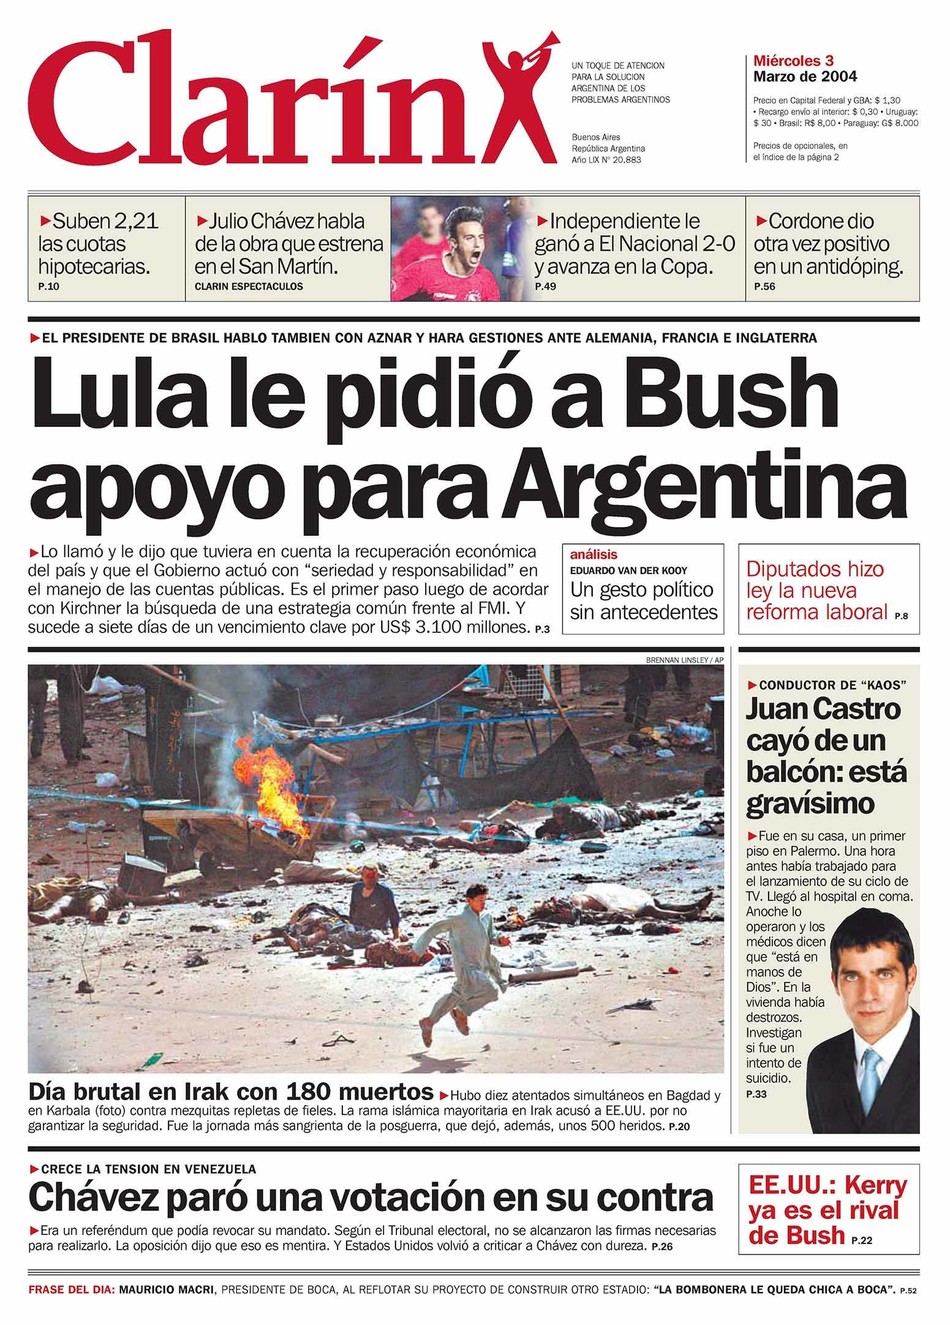 Clarín
UN TOQUE DE ATENCION
PARA LA SOLUCION
ARGENTINA DE LOS
PROBLEMAS ARGENTINOS
Buenos Aires
República Argentina
Año LIX N° 20.883
Miércoles 3
Marzo de 2004
Precio en Capital Federal y GBA: $ 1,30
• Recargo envío al interior: $ 0,30 • Uruguay:
$ 30 • Brasil: R$ 8,00 • Paraguay: G$ 8.000
Precios de opcionales, en
el índice de la página 2
Suben 2,21
las cuotas
hipotecarias.
P.10
Julio Chávez habla
de la obra que estrena
en el San Martín.
CLARIN ESPECTACULOS
Independiente le
ganó a El Nacional 2-0
y avanza en la Copa.
P.49
Cordone dio
otra vez positivo
en un antidóping.
P.56
EL PRESIDENTE DE BRASIL HABLO TAMBIEN CON AZNAR Y HARA GESTIONES ANTE ALEMANIA, FRANCIA E INGLATERRA
Lula le pidió a Bush
apoyo para Argentina
Lo llamó y le dijo que tuviera en cuenta la recuperación económica
del país y que el Gobierno actuó con “seriedad y responsabilidad” en
el manejo de las cuentas públicas. Es el primer paso luego de acordar
con Kirchner la búsqueda de una estrategia común frente al FMI. Y
sucede a siete días de un vencimiento clave por US$ 3.100 millones. P.3
análisis
EDUARDO VAN DER KOOY
Un gesto político
sin antecedentes
Diputados hizo
ley la nueva
reforma laboral P.8
BRENNAN LINSLEY / AP
Día brutal en Irak con 180 muertos Hubo diez atentados simultáneos en Bagdad y
en Karbala (foto) contra mezquitas repletas de fieles. La rama islámica mayoritaria en Irak acusó a EE.UU. por no
garantizar la seguridad. Fue la jornada más sangrienta de la posguerra, que dejó, además, unos 500 heridos. P.20
CONDUCTOR DE “KAOS”
Juan Castro
cayó de un
balcón: está
gravísimo
Fue en su casa, un primer
piso en Palermo. Una hora
antes había trabajado para
el lanzamiento de su ciclo de
TV. Llegó al hospital en coma.
Anoche lo
operaron y los
médicos dicen
que “está en
manos de
Dios”. En la
vivienda había
destrozos.
Investigan
si fue un
intento de
suicidio.
P.33
CRECE LA TENSION EN VENEZUELA
Chávez paró una votación en su contra
Era un referéndum que podía revocar su mandato. Según el Tribunal electoral, no se alcanzaron las firmas necesarias
para realizarlo. La oposición dijo que eso es mentira. Y Estados Unidos volvió a criticar a Chávez con dureza. P.26
EE.UU.: Kerry
ya es el rival
de Bush P.22
FRASE DEL DIA: MAURICIO MACRI, PRESIDENTE DE BOCA, AL REFLOTAR SU PROYECTO DE CONSTRUIR OTRO ESTADIO: “LA BOMBONERA LE QUEDA CHICA A BOCA”. P.52